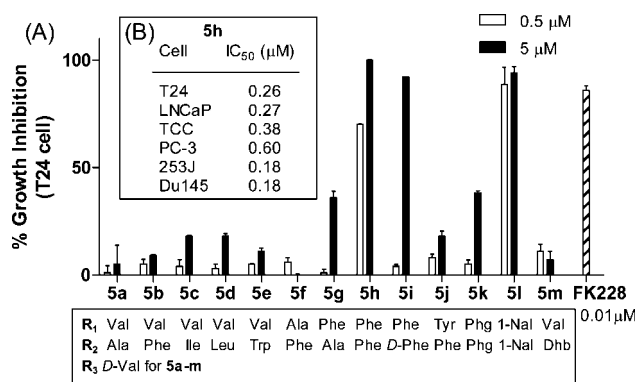 (A)
(B)
5h
Cell IC50 (μM)
T24 0.26
LNCaP 0.27
TCC 0.38
PC-3 0.60
253J 0.18
Du145 0.18
0.5 μM
5 μM
% Growth Inhibition
(T24 cell)
100
50
0
5a 5b 5c 5d 5e 5f 5g 5h 5i 5j 5k 5l 5m FK228
0.01μM
R1 Val Val Val Val Val Ala Phe Phe Phe Tyr Phg 1-Nal Val
R2 Ala Phe Ile Leu Trp Phe Ala Phe D-Phe Phe Phg 1-Nal Dhb
R3 D-Val for 5a-m